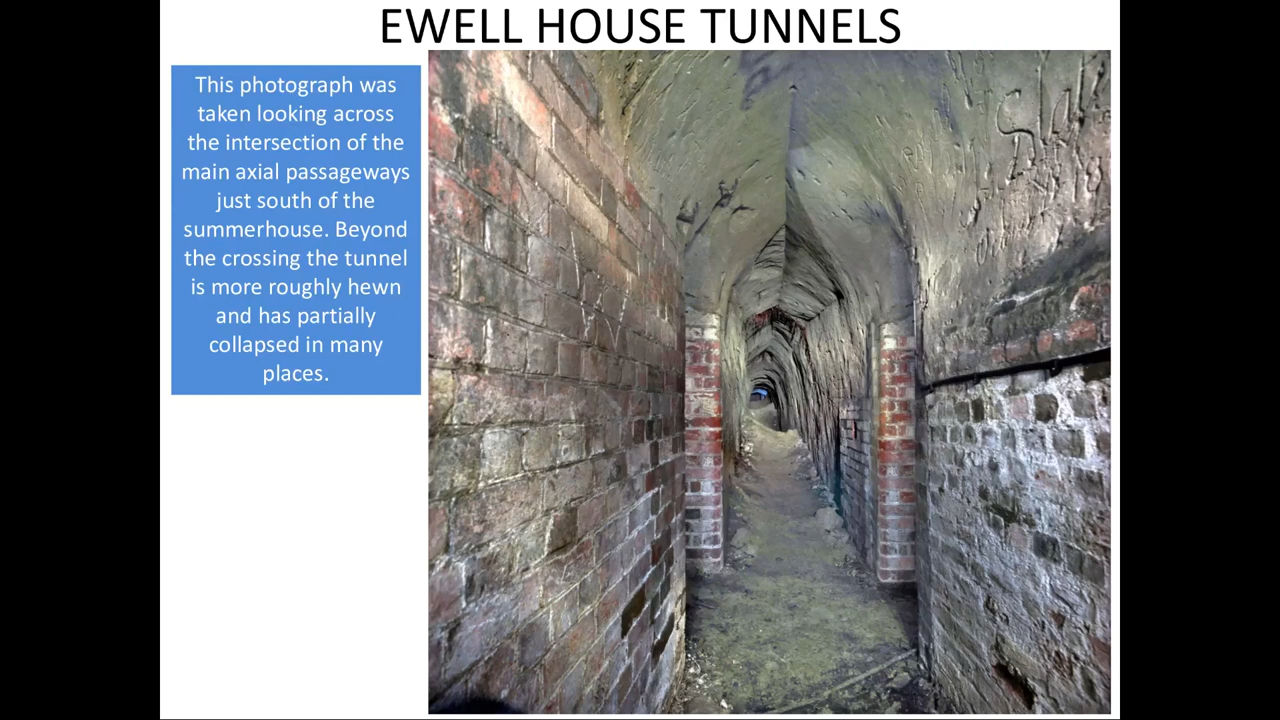 EWELL HOUSE TUNNELS
This photograph was
taken looking across
the intersection of the
main axial passageways
just south of the
summerhouse. Beyond
the crossing the tunnel
is more roughly hewn
and has partially
collapsed in many
places.